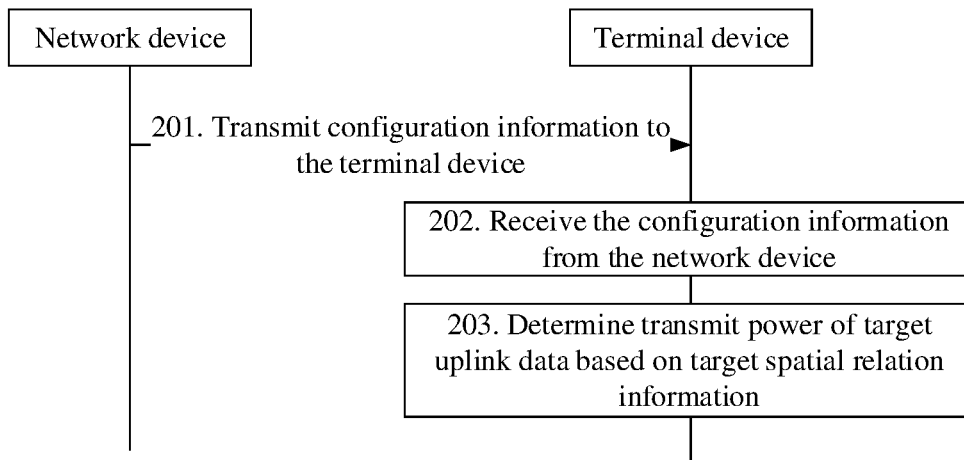 Network device
Terminal device
201. Transmit configuration information to
the terminal device
202. Receive the configuration information
from the network device
203. Determine transmit power of target
uplink data based on target spatial relation
information